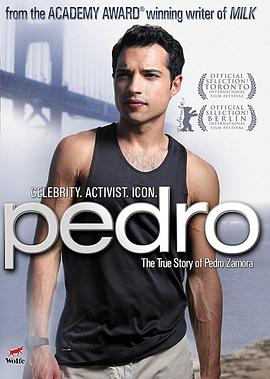 from the ACADEMY AWARD® winning writer of MILK
OFFICIAL
SELECTION
TORONTO
INTERNATIONAL
FILM FESTIVAL
OFFICIAL
SELECTION
BERLIN
INTERNATIONAL
FILM FESTIVAL
CELEBRITY. ACTIVIST. ICON.
pedro
The True Story of Pedro Zamora
Wolfe